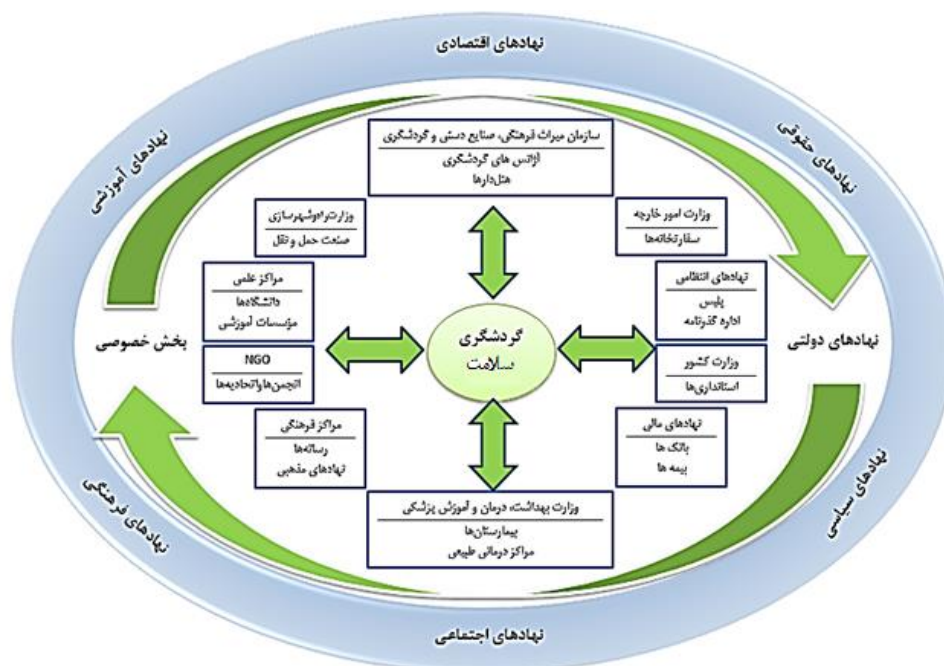 نهادهای اقتصادی
نهادهای حقوقی
نهادهای آموزشی
سازمان میراث فرهنگی، صنایع دستی و گردشگری
آژانس های گردشگری
هتل‌دارها
وزارت امور خارجه
سفارتخانه‌ها
وزارت راه‌وشهرسازی
صنعت حمل و نقل
نهادهای انتظامی
پلیس
اداره گذرنامه
مراکز علمی
دانشگاه‌ها
مؤسسات آموزشی
نهادهای دولتی
گردشگری
سلامت
بخش خصوصی
وزارت کشور
استانداری‌ها
NGO
انجمن‌ها‌و‌اتحادیه‌ها
نهادهای مالی
بانک ها
بیمه ها
مراکز فرهنگی
رسانه‌ها
نهادهای مذهبی
وزارت بهداشت، درمان و آموزش پزشکی
بیمارستان‌ها
مراکز درمانی طبیعی
نهادهای سیاسی
نهادهای فرهنگی
نهادهای اجتماعی